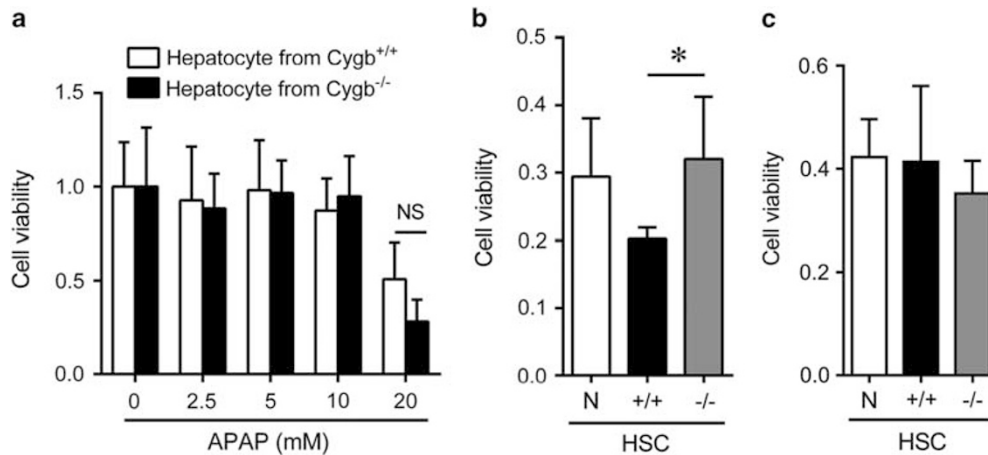 a
Hepatocyte from Cygb+/+
Hepatocyte from Cygb-/-
1.5
1.0
0.5
0.0
Cell viability
NS
0 2.5 5 10 20
APAP (mM)
b
0.5
0.4
0.3
0.2
0.1
0.0
Cell viability
*
N +/+ -/-
HSC
c
0.6
0.4
0.2
0.0
Cell viability
N +/+ -/-
HSC